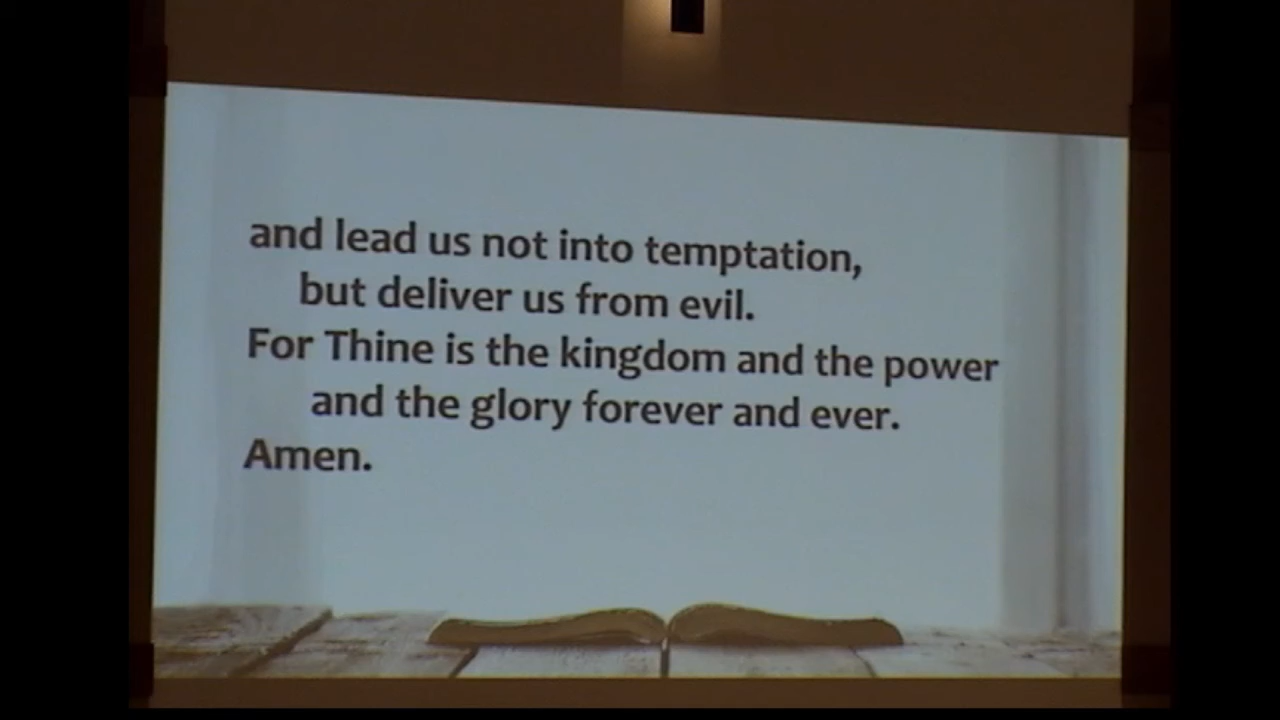 and lead us not into temptation,
but deliver us from evil.
For Thine is the kingdom and the power
and the glory forever and ever.
Amen.